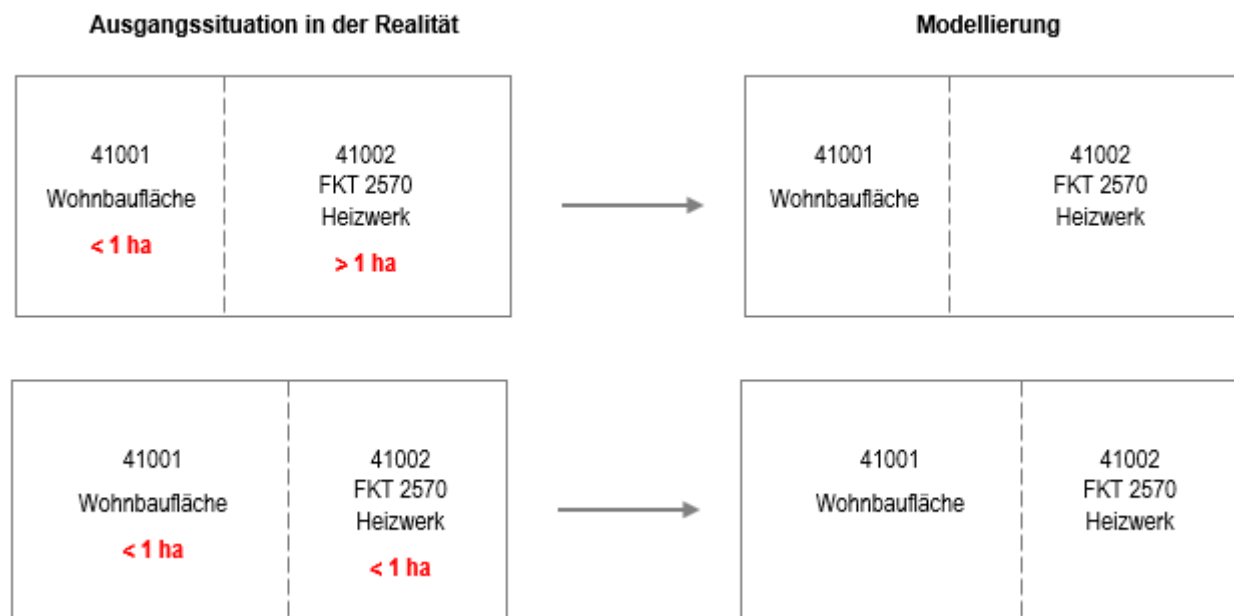 Ausgangssituation in der Realität
Modellierung
41001
Wohnbaufläche
< 1 ha
41002
FKT 2570
Heizwerk
> 1 ha
41001
Wohnbaufläche
41002
FKT 2570
Heizwerk
41001
Wohnbaufläche
< 1 ha
41002
FKT 2570
Heizwerk
< 1 ha
41001
Wohnbaufläche
41002
FKT 2570
Heizwerk